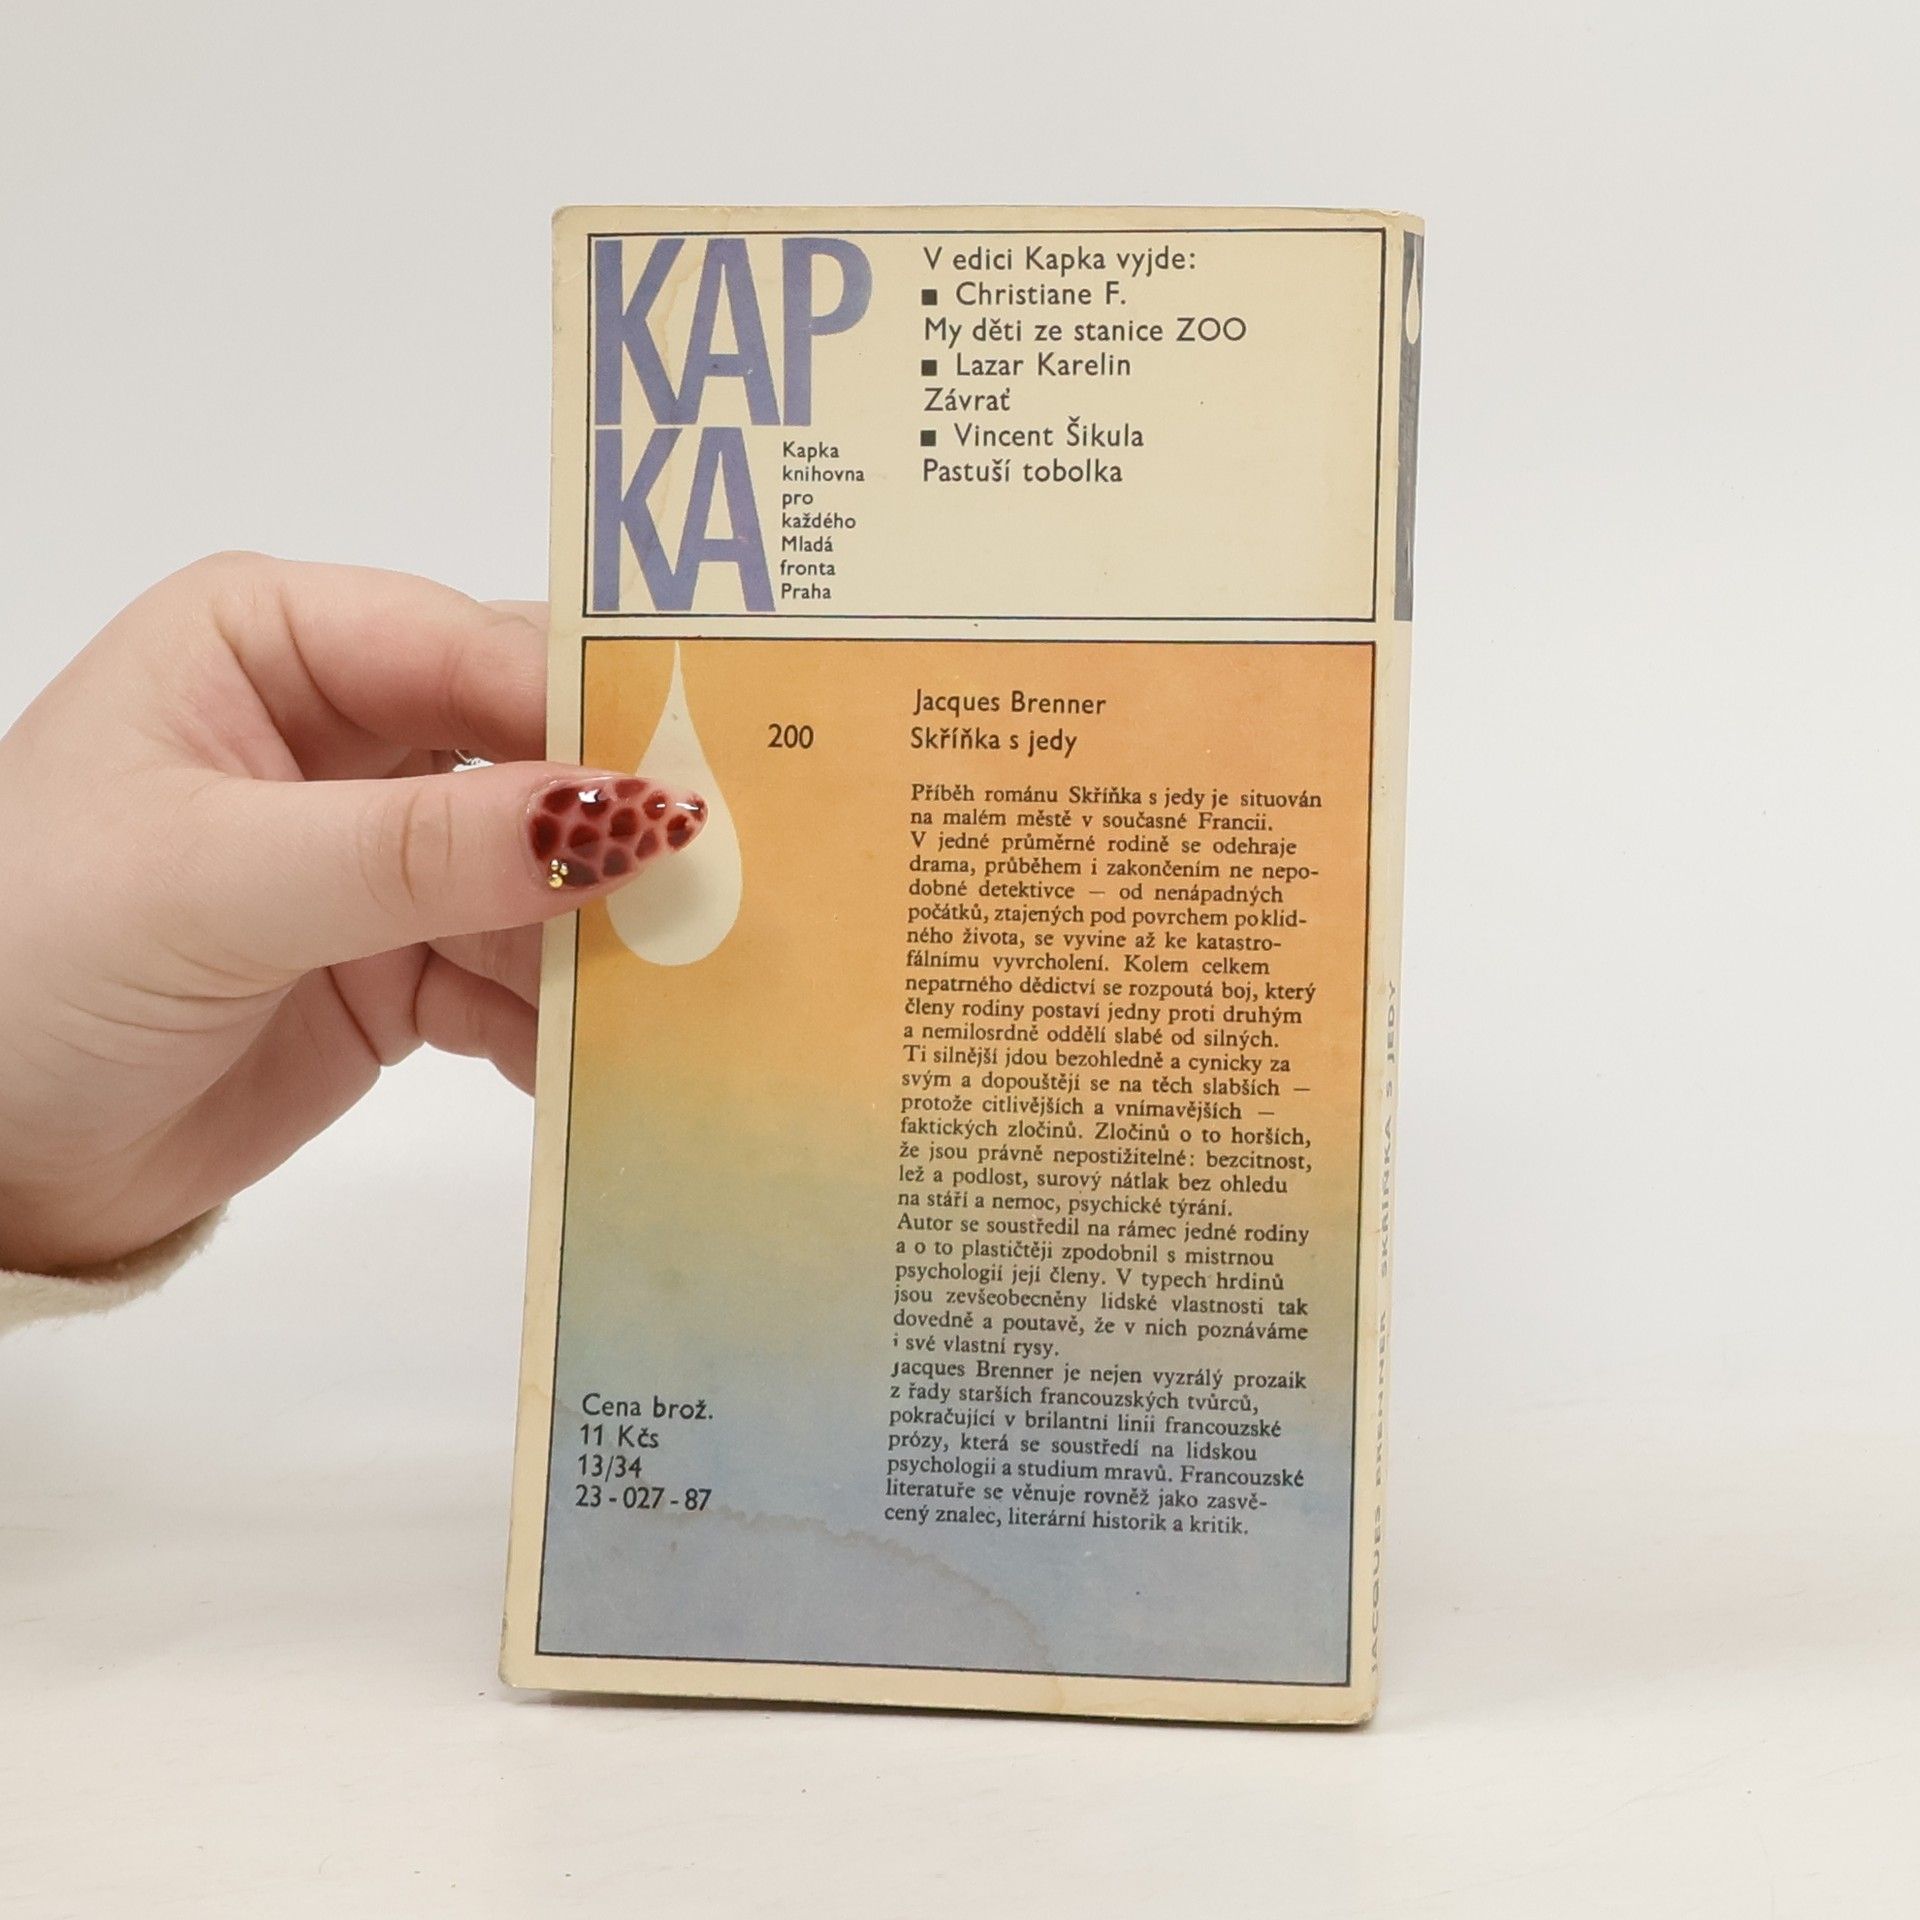 KAP
KA
Kapka
knihovna
pro
každého
Mladá
fronta
Praha
V edici Kapka vyjde:
■ Christiane F.
My děti ze stanice ZOO
■ Lazar Karelin
Závrať
■ Vincent Šikula
Pastuší tobolka
200
Jacques Brenner
Skříňka s jedy
Příběh románu Skříňka s jedy je situován
na malém městě v současné Francii.
V jedné průměrné rodině se odehraje
drama, průběhem i zakončením ne nepo-
dobné detektivce — od nenápadných
počátků, ztajených pod povrchem poklid-
ného života, se vyvine až ke katastro-
fálnímu vyvrcholení. Kolem celkem
nepatrného dědictví se rozpoutá boj, který
členy rodiny postaví jedny proti druhým
a nemilosrdně oddělí slabé od silných.
Ti silnější jdou bezohledně a cynicky za
svým a dopouštějí se na těch slabších —
protože citlivějších a vnímavějších —
faktických zločinů. Zločinů o to horších,
že jsou právně nepostižitelné: bezcitnost,
lež a podlost, surový nátlak bez ohledu
na stáří a nemoc, psychické týrání.
Autor se soustředil na rámec jedné rodiny
a o to plastičtěji zpodobnil s mistrnou
psychologií její členy. V typech hrdinů
jsou zevšeobecněny lidské vlastnosti tak
dovedně a poutavě, že v nich poznáváme
i své vlastní rysy.
Jacques Brenner je nejen vyzrálý prozaik
z řady starších francouzských tvůrců,
pokračující v brilantní linii francouzské
prózy, která se soustředí na lidskou
psychologii a studium mravů. Francouzské
literatuře se věnuje rovněž jako zasvě-
cený znalec, literární historik a kritik.
Cena brož.
11 Kčs
13/34
23-027-87
JACQUES BRENNER SKŘÍŇKA S JEDY